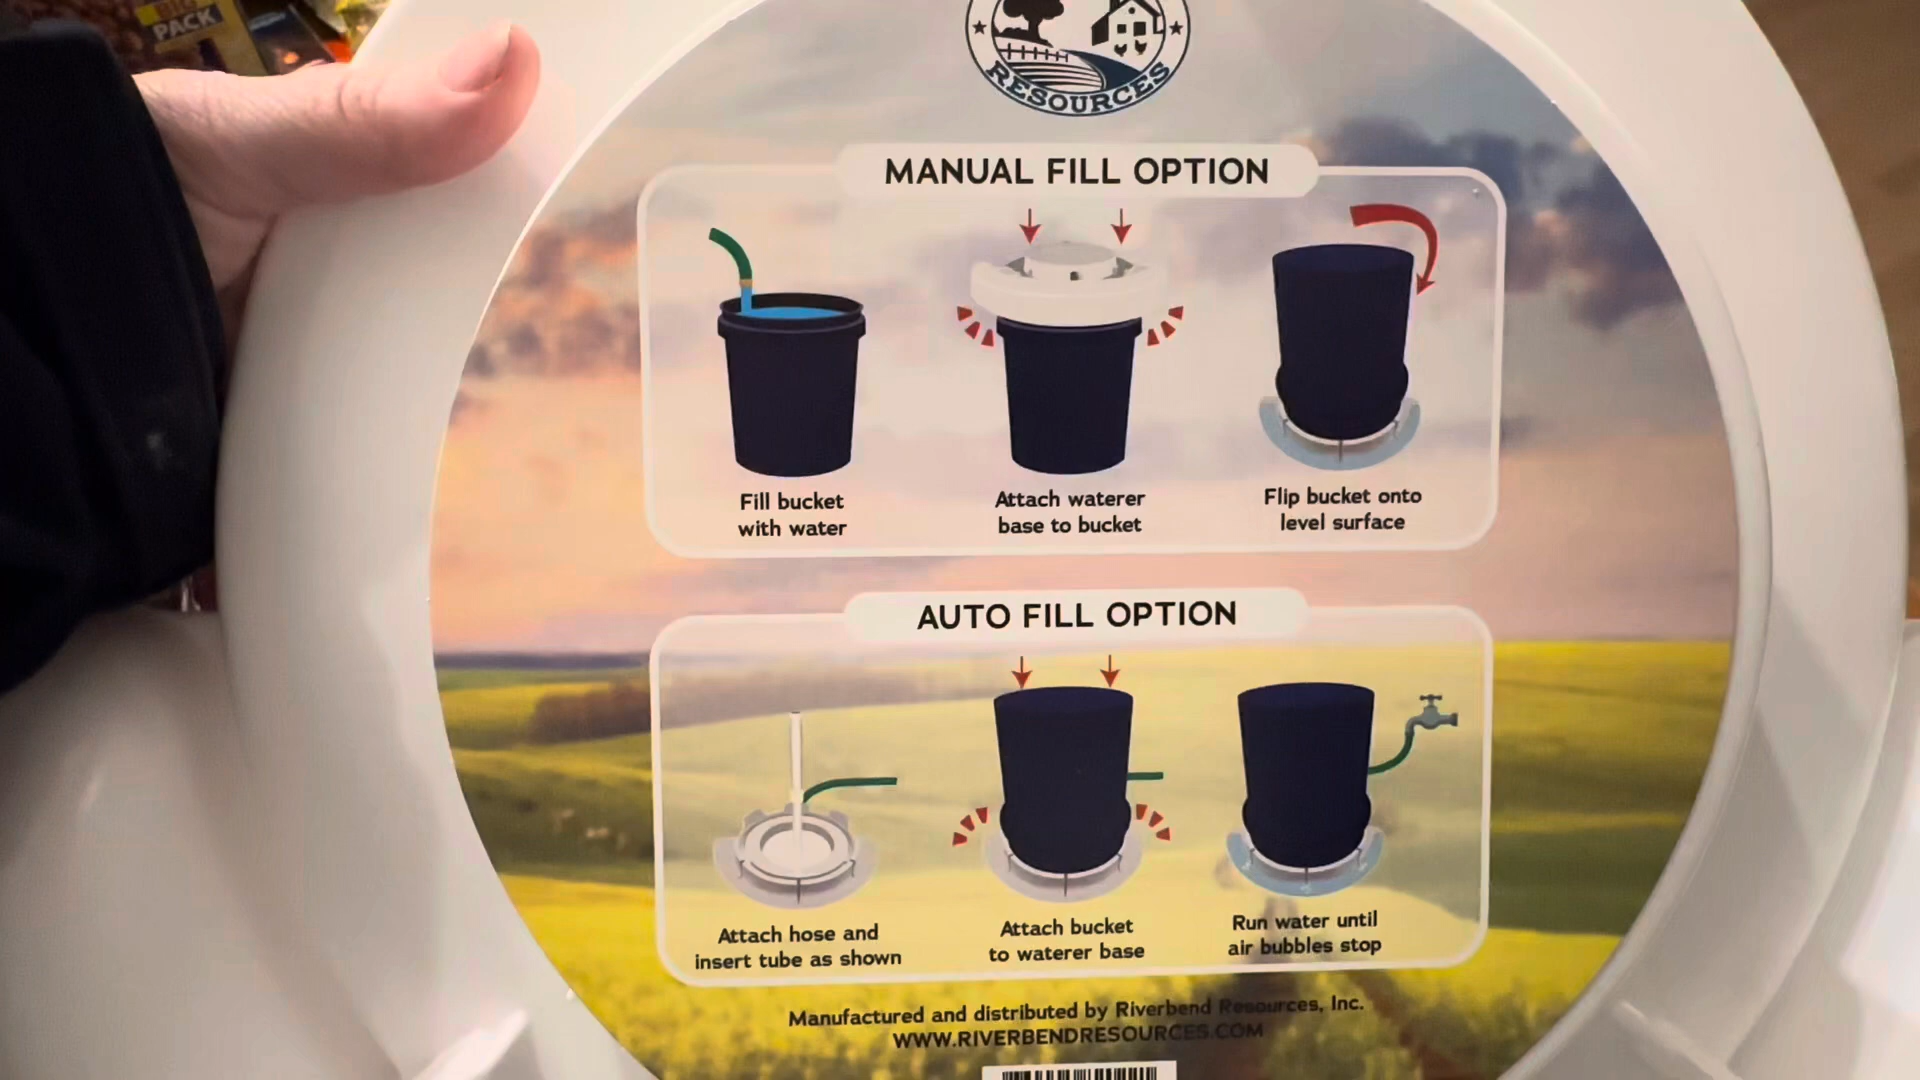 PACK
RESOURCES
MANUAL FILL OPTION
Fill bucket
with water
Attach waterer
base to bucket
Flip bucket onto
level surface
AUTO FILL OPTION
Attach hose and
insert tube as shown
Attach bucket
to waterer base
Run water until
air bubbles stop
Manufactured and distributed by Riverbend Resources, Inc.
WWW.RIVERBENDRESOURCES.COM